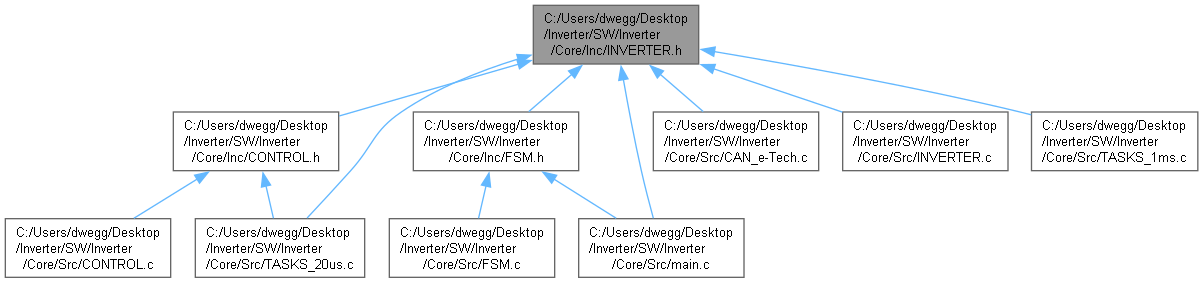 C:/Users/dwegg/Desktop
/Inverter/SW/Inverter
/Core/Inc/INVERTER.h
C:/Users/dwegg/Desktop
/Inverter/SW/Inverter
/Core/Inc/CONTROL.h
C:/Users/dwegg/Desktop
/Inverter/SW/Inverter
/Core/Inc/FSM.h
C:/Users/dwegg/Desktop
/Inverter/SW/Inverter
/Core/Src/CAN_e-Tech.c
C:/Users/dwegg/Desktop
/Inverter/SW/Inverter
/Core/Src/INVERTER.c
C:/Users/dwegg/Desktop
/Inverter/SW/Inverter
/Core/Src/TASKS_1ms.c
C:/Users/dwegg/Desktop
/Inverter/SW/Inverter
/Core/Src/CONTROL.c
C:/Users/dwegg/Desktop
/Inverter/SW/Inverter
/Core/Src/TASKS_20us.c
C:/Users/dwegg/Desktop
/Inverter/SW/Inverter
/Core/Src/FSM.c
C:/Users/dwegg/Desktop
/Inverter/SW/Inverter
/Core/Src/main.c